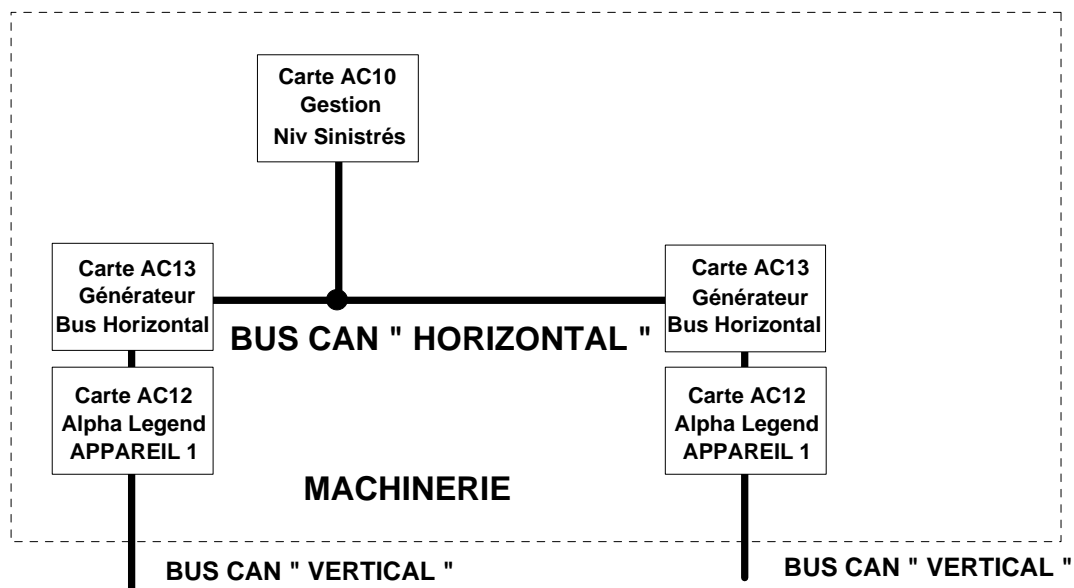 Carte AC10
Gestion
Niv Sinistrés
Carte AC13
Générateur
Bus Horizontal
Carte AC13
Générateur
Bus Horizontal
BUS CAN " HORIZONTAL "
Carte AC12
Alpha Legend
APPAREIL 1
Carte AC12
Alpha Legend
APPAREIL 1
MACHINERIE
BUS CAN " VERTICAL "
BUS CAN " VERTICAL "